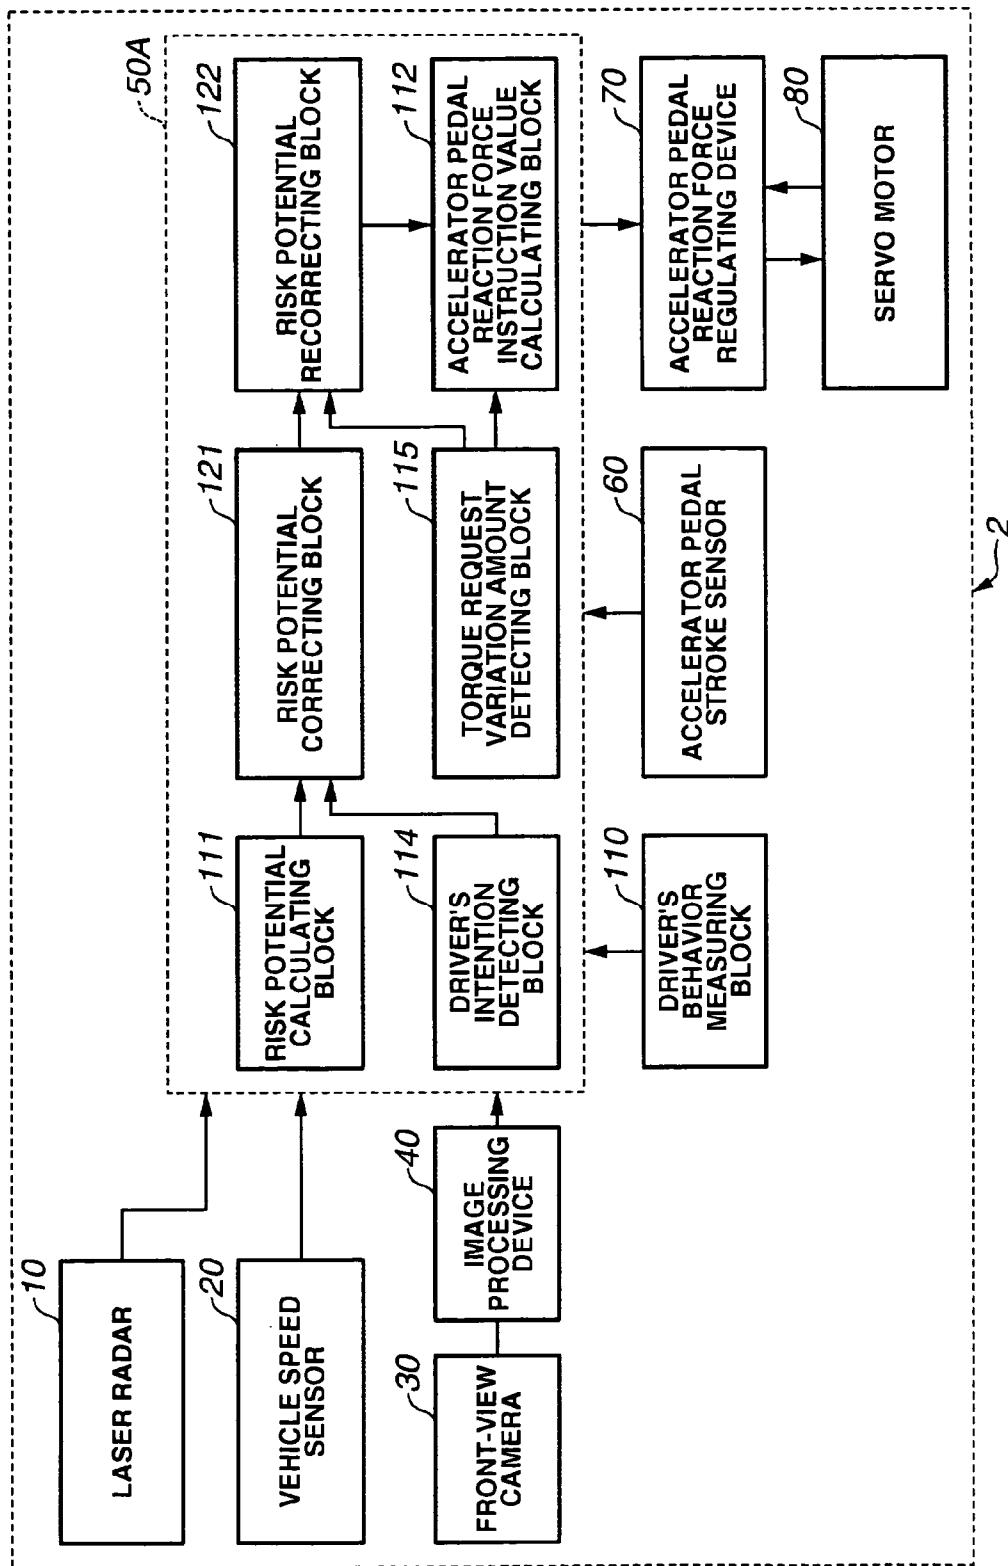 10
LASER RADAR
20
VEHICLE SPEED
SENSOR
30
FRONT-VIEW
CAMERA
40
IMAGE
PROCESSING
DEVICE
50A
111
RISK POTENTIAL
CALCULATING
BLOCK
114
DRIVER'S
INTENTION
DETECTING
BLOCK
121
RISK POTENTIAL
CORRECTING BLOCK
115
TORQUE REQUEST
VARIATION AMOUNT
DETECTING BLOCK
122
RISK POTENTIAL
RECORRECTING BLOCK
112
ACCELERATOR PEDAL
REACTION FORCE
INSTRUCTION VALUE
CALCULATING BLOCK
110
DRIVER'S
BEHAVIOR
MEASURING
BLOCK
60
ACCELERATOR PEDAL
STROKE SENSOR
70
ACCELERATOR PEDAL
REACTION FORCE
REGULATING DEVICE
80
SERVO MOTOR
2